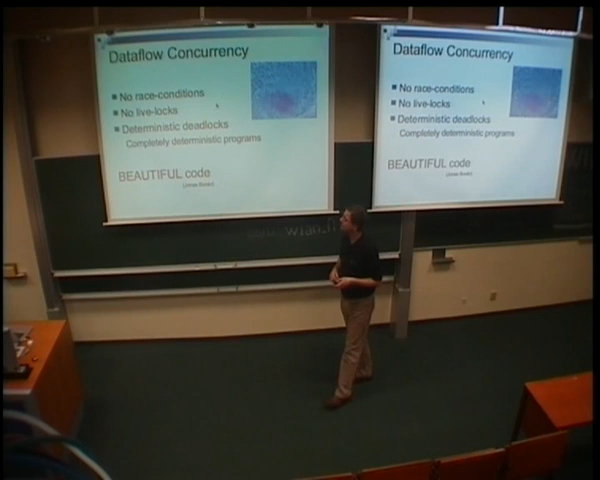 Dataflow Concurrency
No race-conditions
No live-locks
Deterministic deadlocks
Completely deterministic programs
BEAUTIFUL code
Dataflow Concurrency
No race-conditions
No live-locks
Deterministic deadlocks
Completely deterministic programs
BEAUTIFUL code